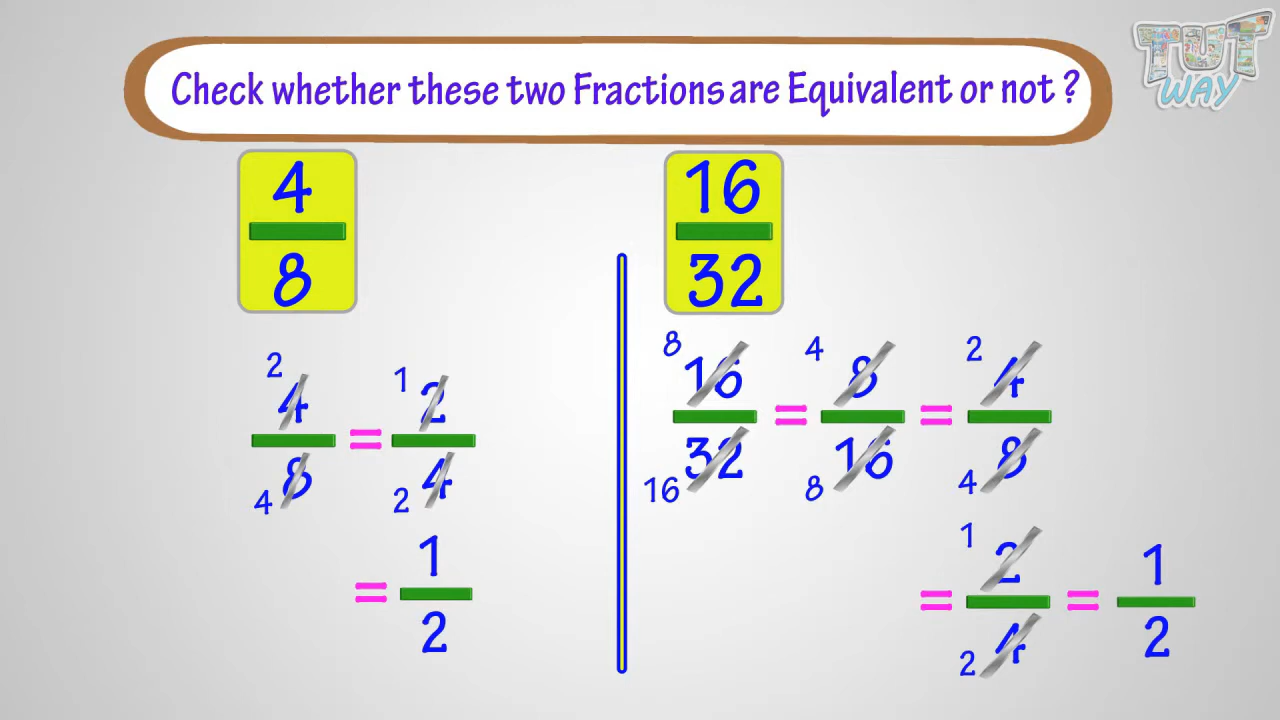 Check whether these two Fractions are Equivalent or not ?
TUT
WAY
4 16
8 32
2 4 = 1 2
4 8 2 4
= 1
2
8 16 = 4 8 = 2 4
16 32 8 16 4 8
= 1 2 = 1
2 4 2